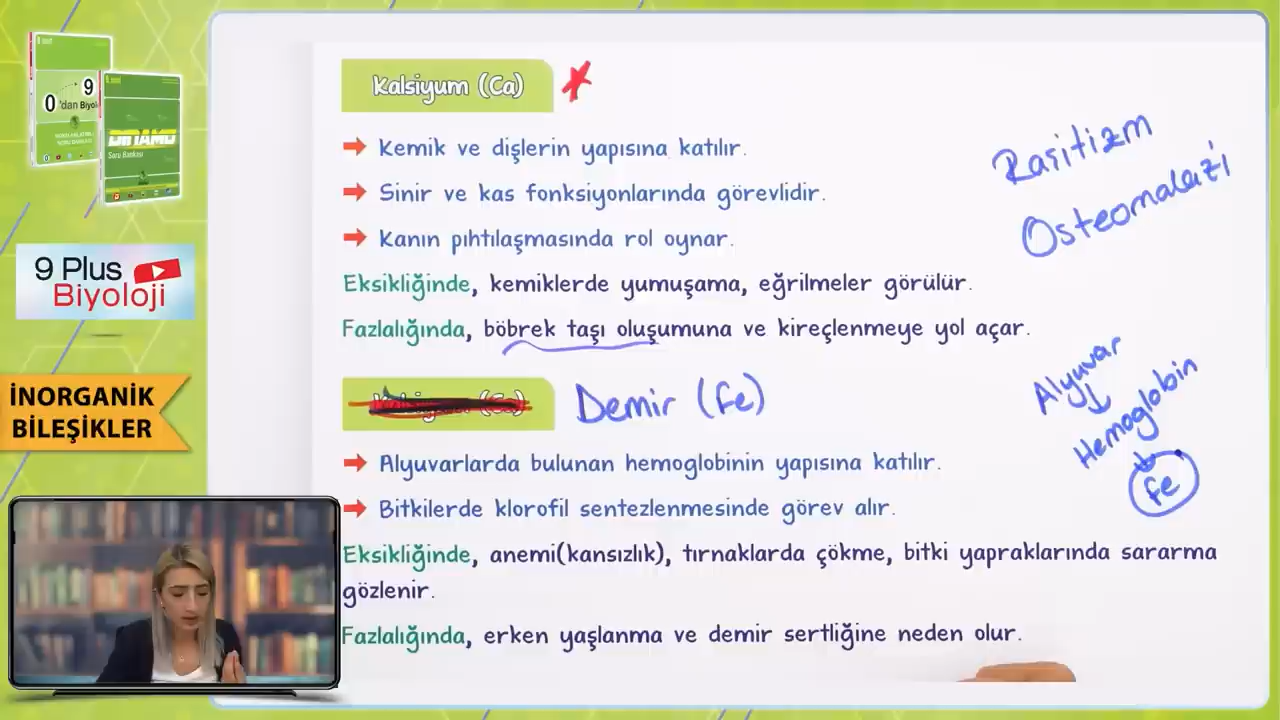 9
0 'dan Biyoloji
DİNAMO
Soru Bankası
9 Plus
Biyoloji
İNORGANİK
BİLEŞİKLER
Kalsiyum (Ca)
Kemik ve dişlerin yapısına katılır.
Sinir ve kas fonksiyonlarında görevlidir.
Kanın pıhtılaşmasında rol oynar.
Eksikliğinde, kemiklerde yumuşama, eğrilmeler görülür.
Fazlalığında, böbrek taşı oluşumuna ve kireçlenmeye yol açar.
Raşitizm
Osteomalazi
Demir (Fe)
Alyuvarlarda bulunan hemoglobinin yapısına katılır.
Bitkilerde klorofil sentezlenmesinde görev alır.
Eksikliğinde, anemi(kansızlık), tırnaklarda çökme, bitki yapraklarında sararma
gözlenir.
Fazlalığında, erken yaşlanma ve demir sertliğine neden olur.
Alyuvar
Hemoglobin
Fe